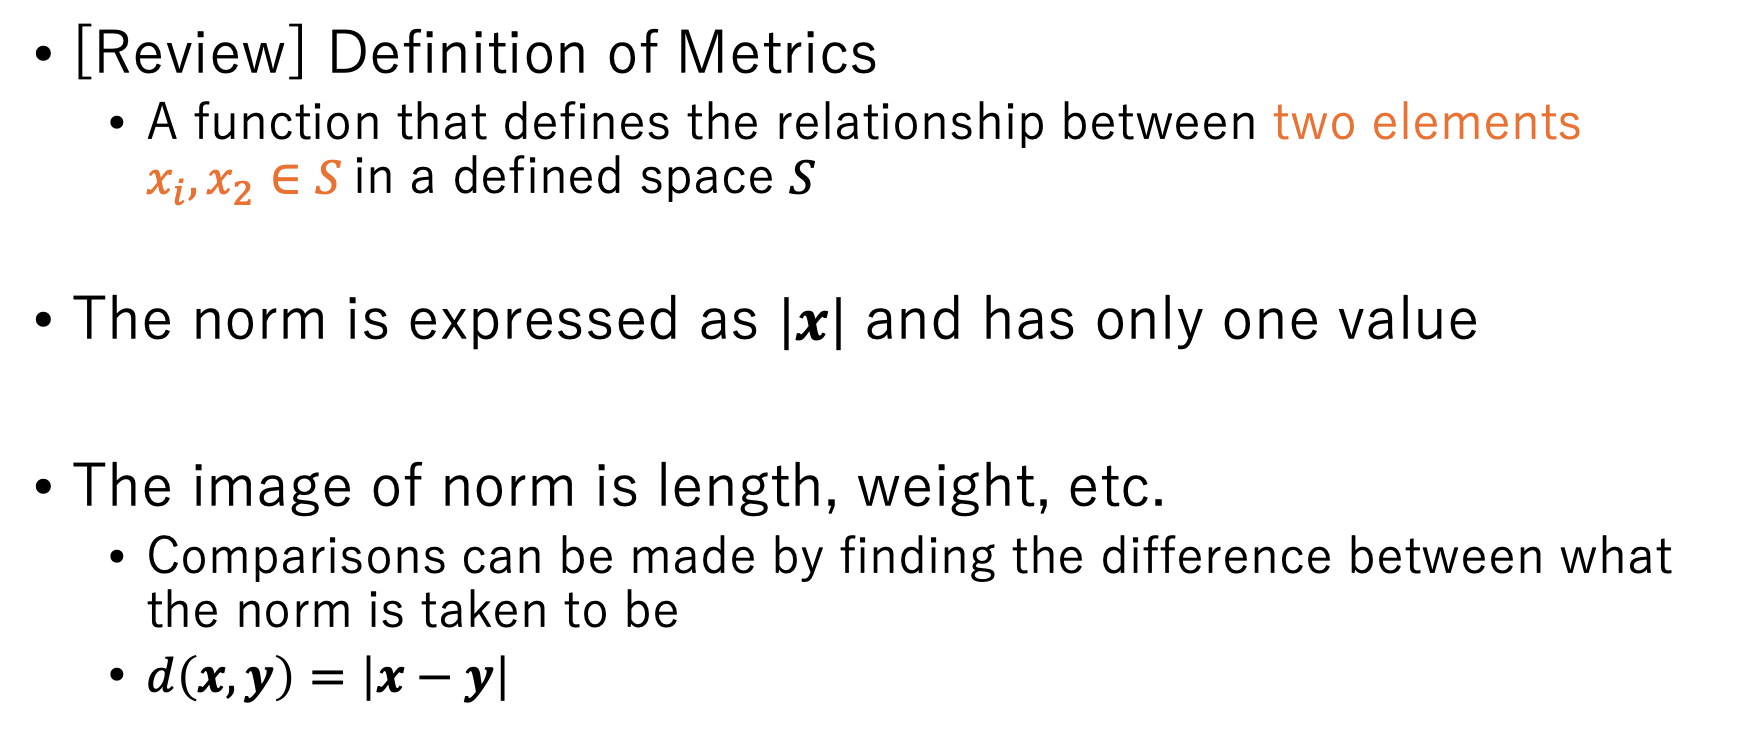 • [Review] Definition of Metrics
• A function that defines the relationship between two elements
xᵢ, x₂ ∈ S in a defined space S
• The norm is expressed as |x| and has only one value
• The image of norm is length, weight, etc.
• Comparisons can be made by finding the difference between what
the norm is taken to be
• d(x, y) = |x − y|